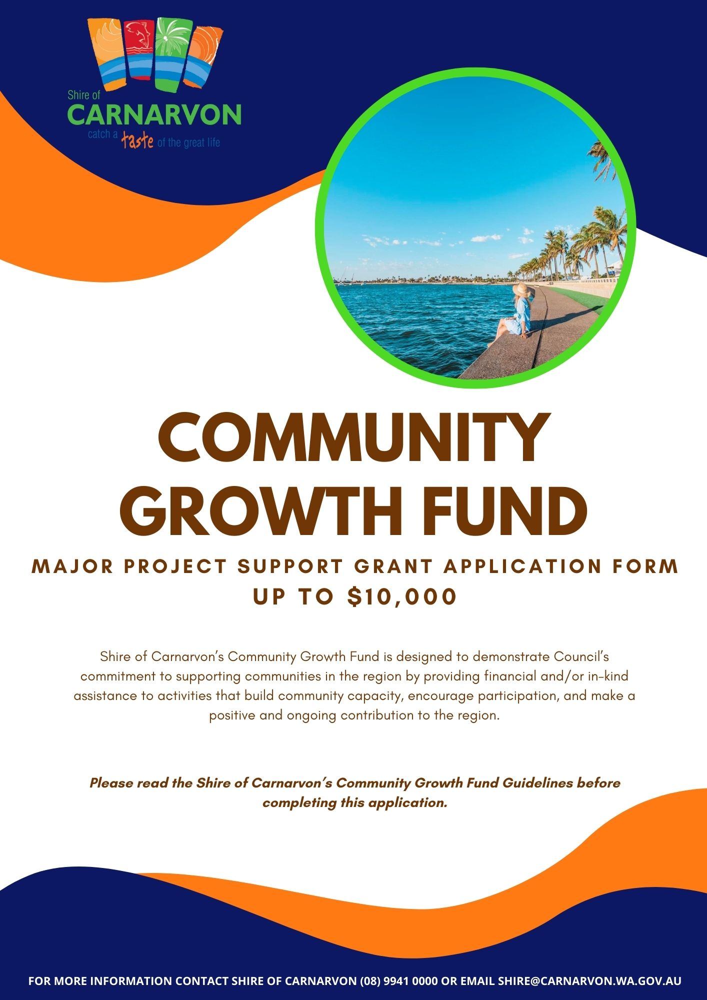 Shire of
CARNARVON
catch a taste of the great life
COMMUNITY
GROWTH FUND
MAJOR PROJECT SUPPORT GRANT APPLICATION FORM
UP TO $10,000
Shire of Carnarvon's Community Growth Fund is designed to demonstrate Council's
commitment to supporting communities in the region by providing financial and/or in-kind
assistance to activities that build community capacity, encourage participation, and make a
positive and ongoing contribution to the region.
Please read the Shire of Carnarvon's Community Growth Fund Guidelines before
completing this application.
FOR MORE INFORMATION CONTACT SHIRE OF CARNARVON (08) 9941 0000 OR EMAIL SHIRE@CARNARVON.WA.GOV.AU